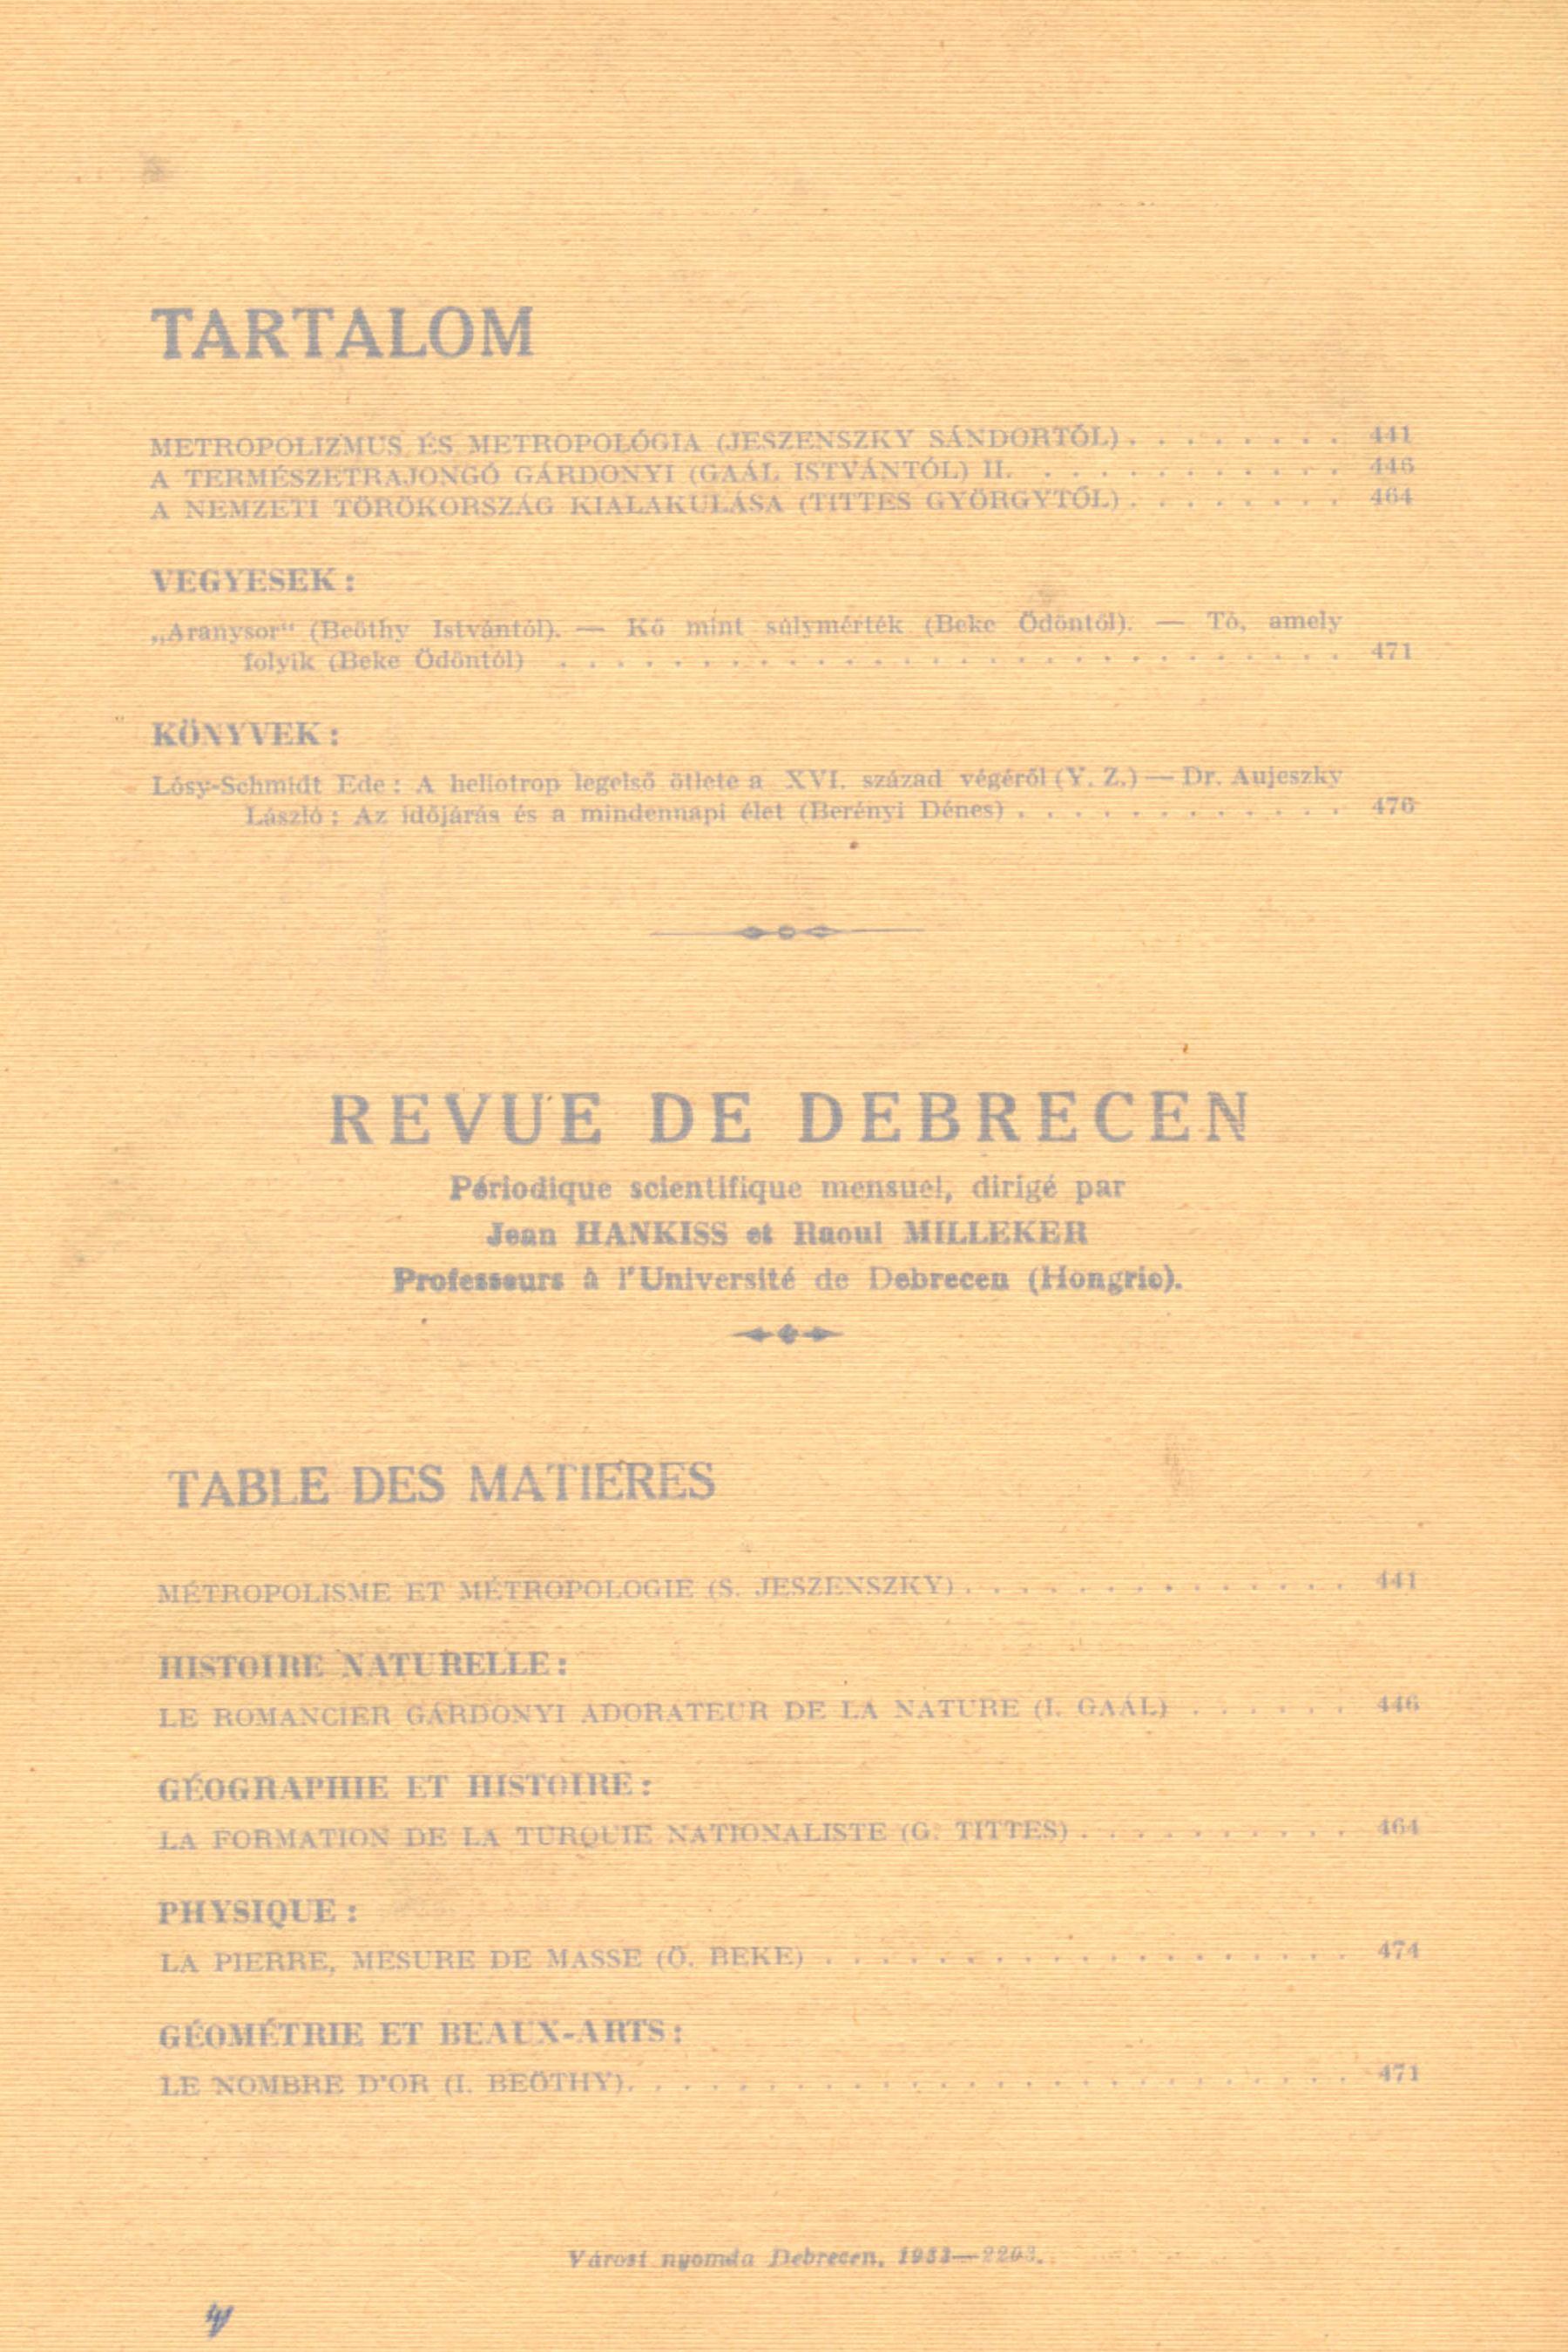 TARTALOM
METROPOLIZMUS ÉS METROPOLÓGIA (JESZENSZKY SÁNDORTÓL) . . . . . . . . 441
A TERMÉSZETRAJONGÓ GÁRDONYI (GAÁL ISTVÁNTÓL) II. . . . . . . . . . . . 446
A NEMZETI TÖRÖKORSZÁG KIALAKULÁSA (TITTES GYÖRGYTŐL) . . . . . . . . 464
VEGYESEK :
„Aranysor“ (Beöthy Istvántól). — Kő mint súlymérték (Beke Ödöntől). — Tó, amely
folyik (Beke Ödöntől) . . . . . . . . . . . . . . . . . . . . . . . . . . . . 471
KÖNYVEK :
Lósy-Schmidt Ede : A heliotrop legelső ötlete a XVI. század végéről (Y. Z.) — Dr. Aujeszky
László : Az időjárás és a mindennapi élet (Berényi Dénes) . . . . . . . . . . . . 476
REVUE DE DEBRECEN
Périodique scientifique mensuel, dirigé par
Jean HANKISS et Raoul MILLEKER
Professeurs à l'Université de Debrecen (Hongrie).
TABLE DES MATIERES
MÉTROPOLISME ET MÉTROPOLOGIE (S. JESZENSZKY) . . . . . . . . . . . . . . 441
HISTOIRE NATURELLE :
LE ROMANCIER GÁRDONYI ADORATEUR DE LA NATURE (I. GAÁL) . . . . . . 446
GÉOGRAPHIE ET HISTOIRE :
LA FORMATION DE LA TURQUIE NATIONALISTE (G. TITTES) . . . . . . . . . . 464
PHYSIQUE :
LA PIERRE, MESURE DE MASSE (Ö. BEKE) . . . . . . . . . . . . . . . . . . . 474
GÉOMÉTRIE ET BEAUX-ARTS :
LE NOMBRE D'OR (I. BEÖTHY). . . . . . . . . . . . . . . . . . . . . . . . . . 471
Városi nyomda Debrecen, 1933—2203.